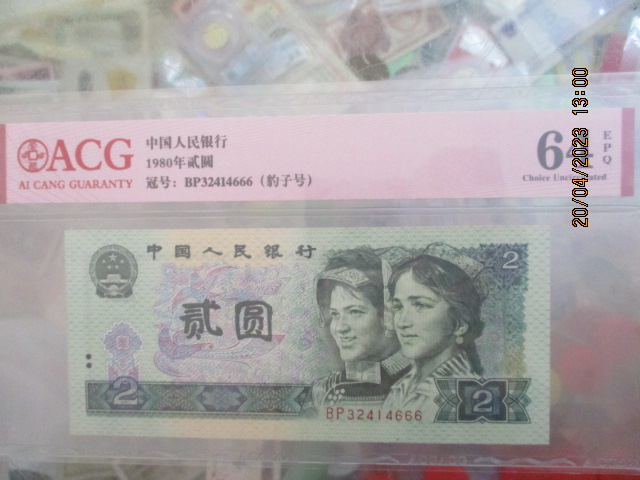 ACG
AI CANG GUARANTY
中国人民银行
1980年贰圆
冠号：BP32414666（豹子号）
64
EPQ
Choice Uncirculated
20/04/2023 13:00
中国人民银行
2
贰圆
2
2
BP32414666